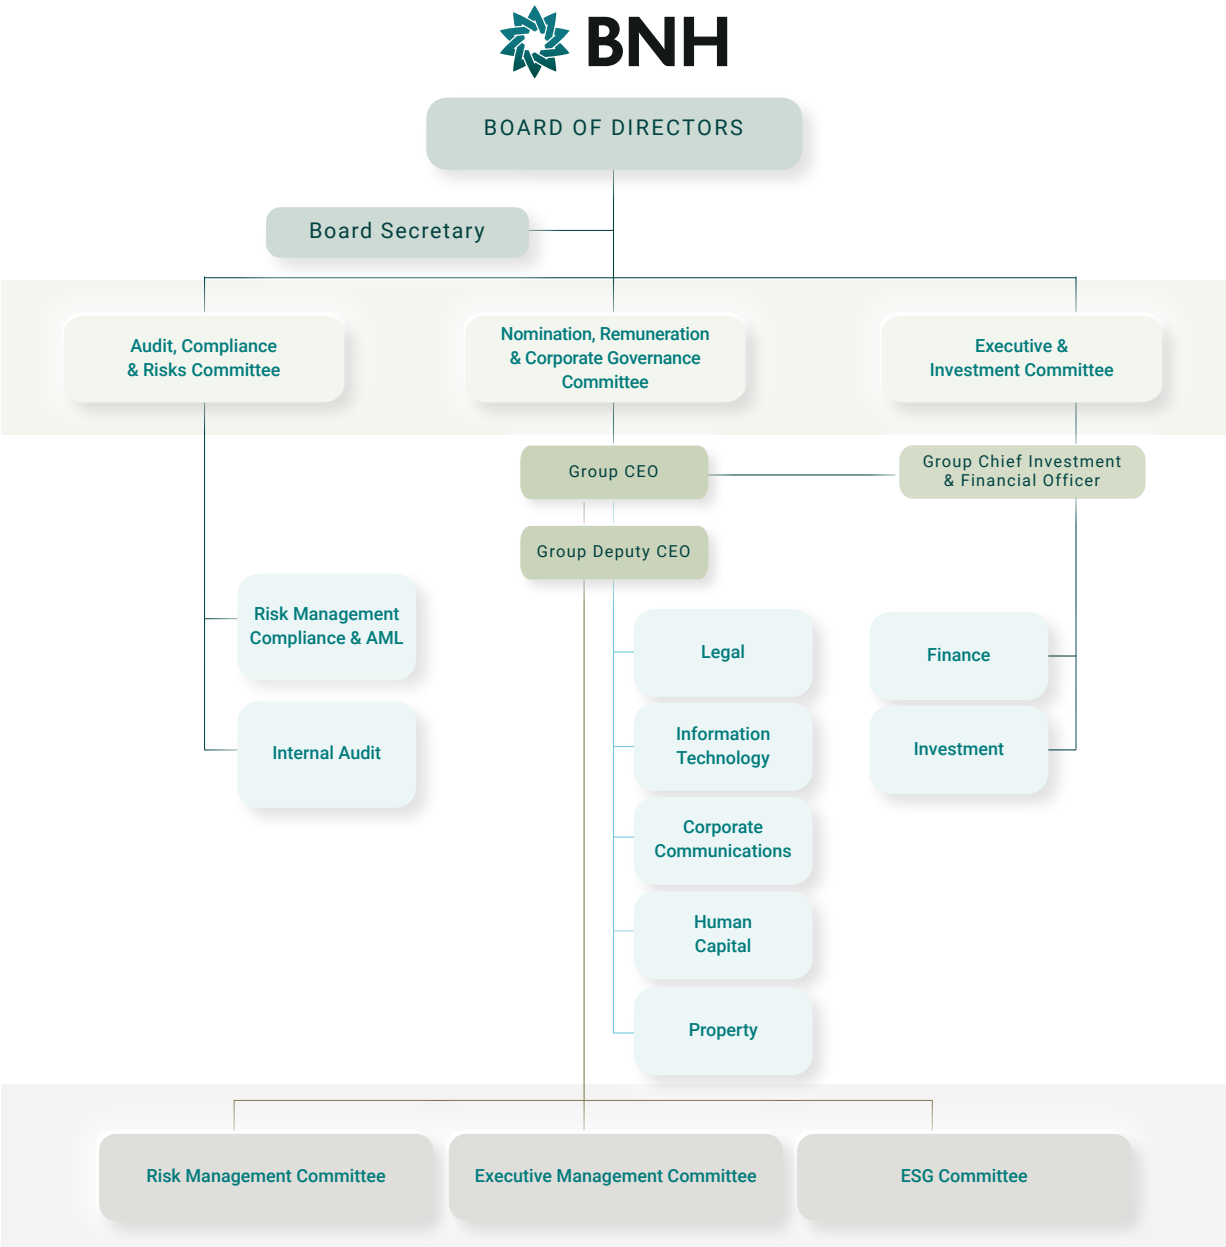 BNH
BOARD OF DIRECTORS
Board Secretary
Audit, Compliance
& Risks Committee
Nomination, Remuneration
& Corporate Governance
Committee
Executive &
Investment Committee
Group CEO
Group Chief Investment
& Financial Officer
Group Deputy CEO
Risk Management
Compliance & AML
Internal Audit
Legal
Information
Technology
Corporate
Communications
Human
Capital
Property
Finance
Investment
Risk Management Committee
Executive Management Committee
ESG Committee